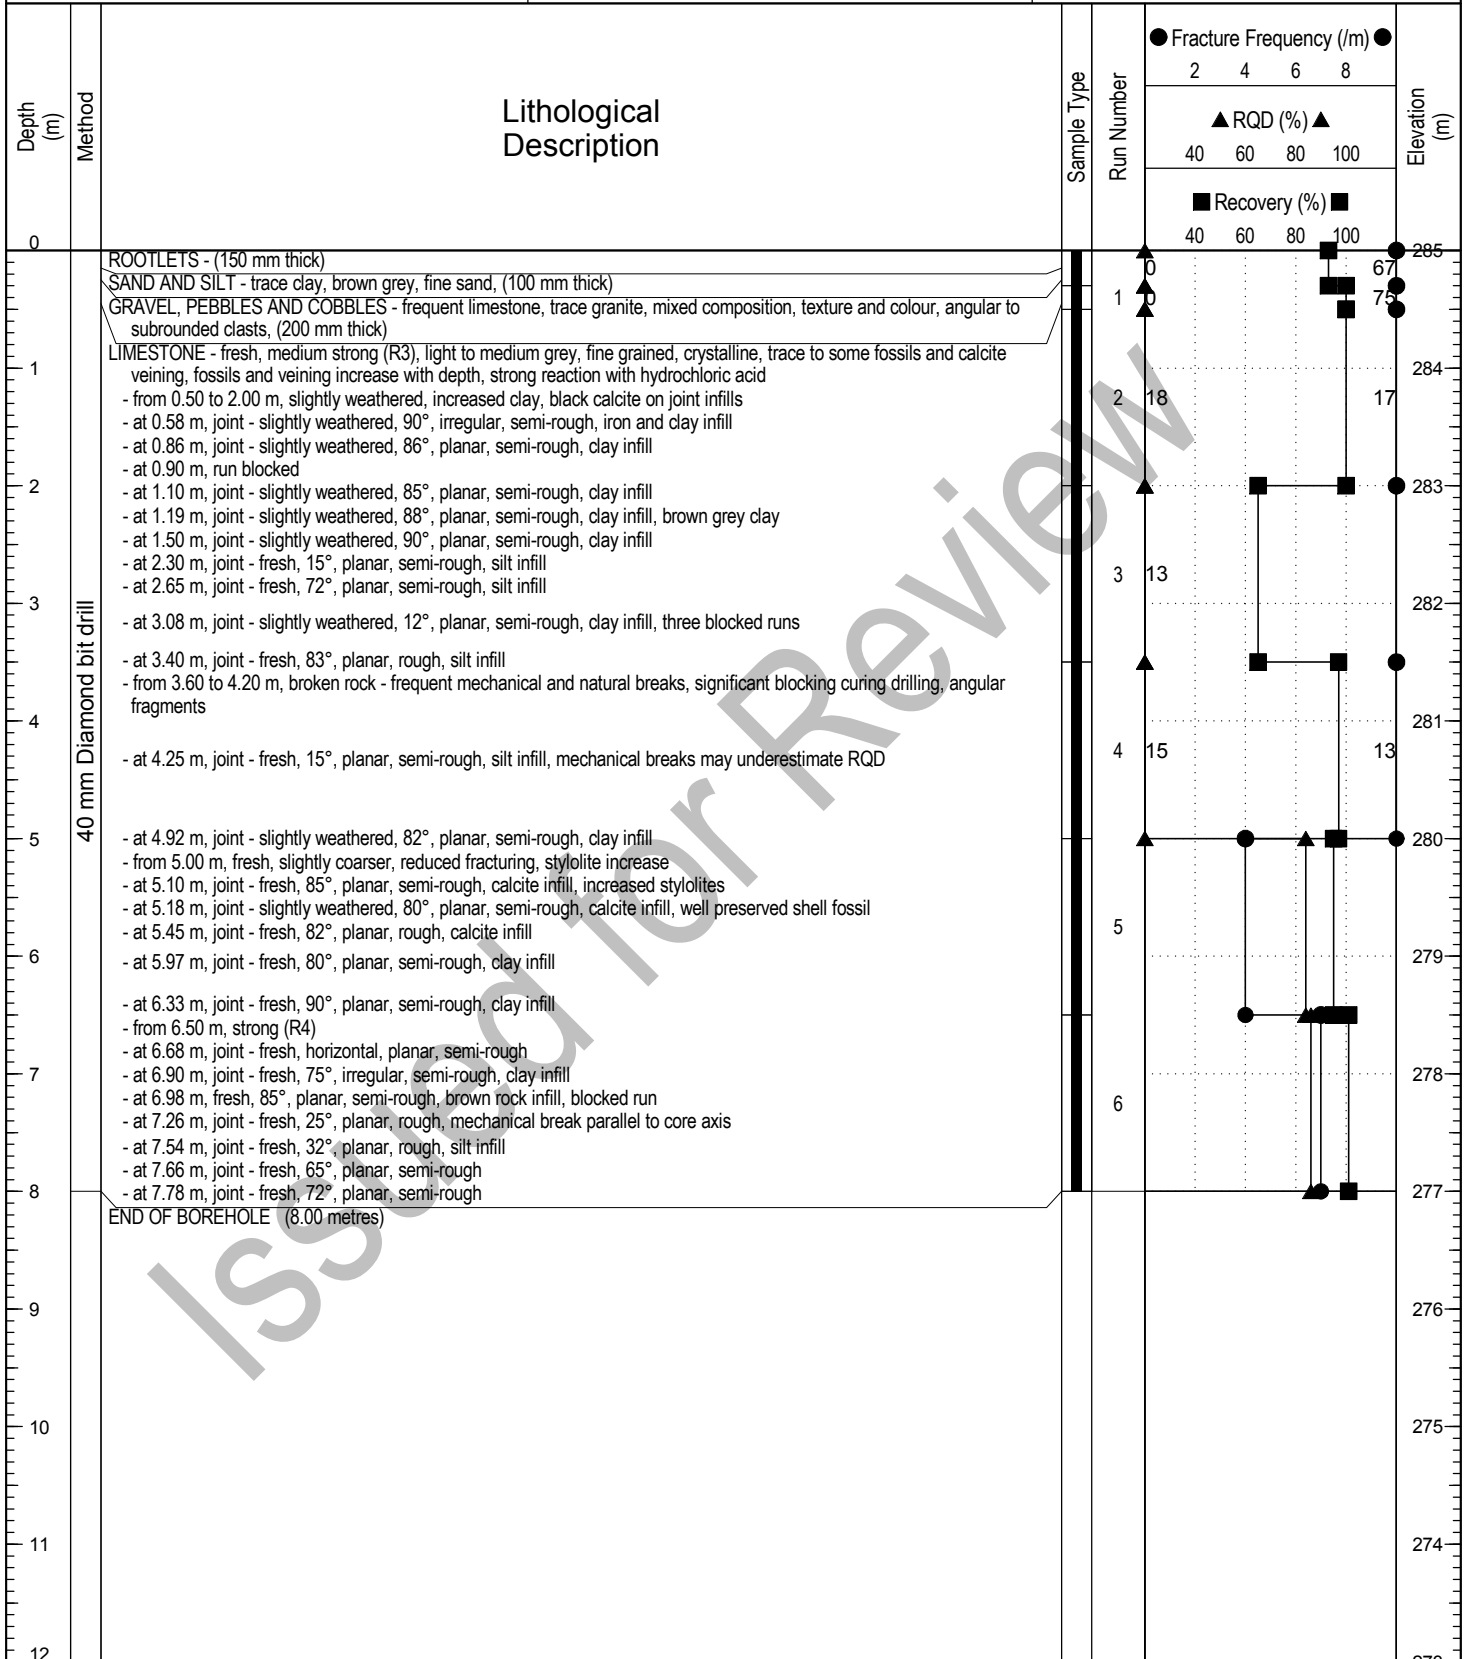 Depth
(m)
Method
Lithological
Description
Sample Type
Run Number
● Fracture Frequency (/m) ●
2 4 6 8
▲ RQD (%) ▲
40 60 80 100
■ Recovery (%) ■
40 60 80 100
Elevation
(m)
0
ROOTLETS - (150 mm thick)
285
0 67
SAND AND SILT - trace clay, brown grey, fine sand, (100 mm thick)
1 0 75
GRAVEL, PEBBLES AND COBBLES - frequent limestone, trace granite, mixed composition, texture and colour, angular to
subrounded clasts, (200 mm thick)
LIMESTONE - fresh, medium strong (R3), light to medium grey, fine grained, crystalline, trace to some fossils and calcite
1
284
veining, fossils and veining increase with depth, strong reaction with hydrochloric acid
- from 0.50 to 2.00 m, slightly weathered, increased clay, black calcite on joint infills
2 18 17
- at 0.58 m, joint - slightly weathered, 90°, irregular, semi-rough, iron and clay infill
- at 0.86 m, joint - slightly weathered, 86°, planar, semi-rough, clay infill
- at 0.90 m, run blocked
2
283
- at 1.10 m, joint - slightly weathered, 85°, planar, semi-rough, clay infill
- at 1.19 m, joint - slightly weathered, 88°, planar, semi-rough, clay infill, brown grey clay
- at 1.50 m, joint - slightly weathered, 90°, planar, semi-rough, clay infill
- at 2.30 m, joint - fresh, 15°, planar, semi-rough, silt infill
3 13
- at 2.65 m, joint - fresh, 72°, planar, semi-rough, silt infill
3
282
- at 3.08 m, joint - slightly weathered, 12°, planar, semi-rough, clay infill, three blocked runs
40 mm Diamond bit drill
- at 3.40 m, joint - fresh, 83°, planar, rough, silt infill
- from 3.60 to 4.20 m, broken rock - frequent mechanical and natural breaks, significant blocking curing drilling, angular
fragments
4
281
- at 4.25 m, joint - fresh, 15°, planar, semi-rough, silt infill, mechanical breaks may underestimate RQD
4 15 13
5
- at 4.92 m, joint - slightly weathered, 82°, planar, semi-rough, clay infill
280
- from 5.00 m, fresh, slightly coarser, reduced fracturing, stylolite increase
- at 5.10 m, joint - fresh, 85°, planar, semi-rough, calcite infill, increased stylolites
- at 5.18 m, joint - slightly weathered, 80°, planar, semi-rough, calcite infill, well preserved shell fossil
- at 5.45 m, joint - fresh, 82°, planar, rough, calcite infill
5
6
- at 5.97 m, joint - fresh, 80°, planar, semi-rough, clay infill
279
- at 6.33 m, joint - fresh, 90°, planar, semi-rough, clay infill
- from 6.50 m, strong (R4)
- at 6.68 m, joint - fresh, horizontal, planar, semi-rough
7
- at 6.90 m, joint - fresh, 75°, irregular, semi-rough, clay infill
278
- at 6.98 m, fresh, 85°, planar, semi-rough, brown rock infill, blocked run
6
- at 7.26 m, joint - fresh, 25°, planar, rough, mechanical break parallel to core axis
- at 7.54 m, joint - fresh, 32°, planar, rough, silt infill
- at 7.66 m, joint - fresh, 65°, planar, semi-rough
8
- at 7.78 m, joint - fresh, 72°, planar, semi-rough
277
END OF BOREHOLE (8.00 metres)
9
276
10
275
11
274
12
Issued for Review